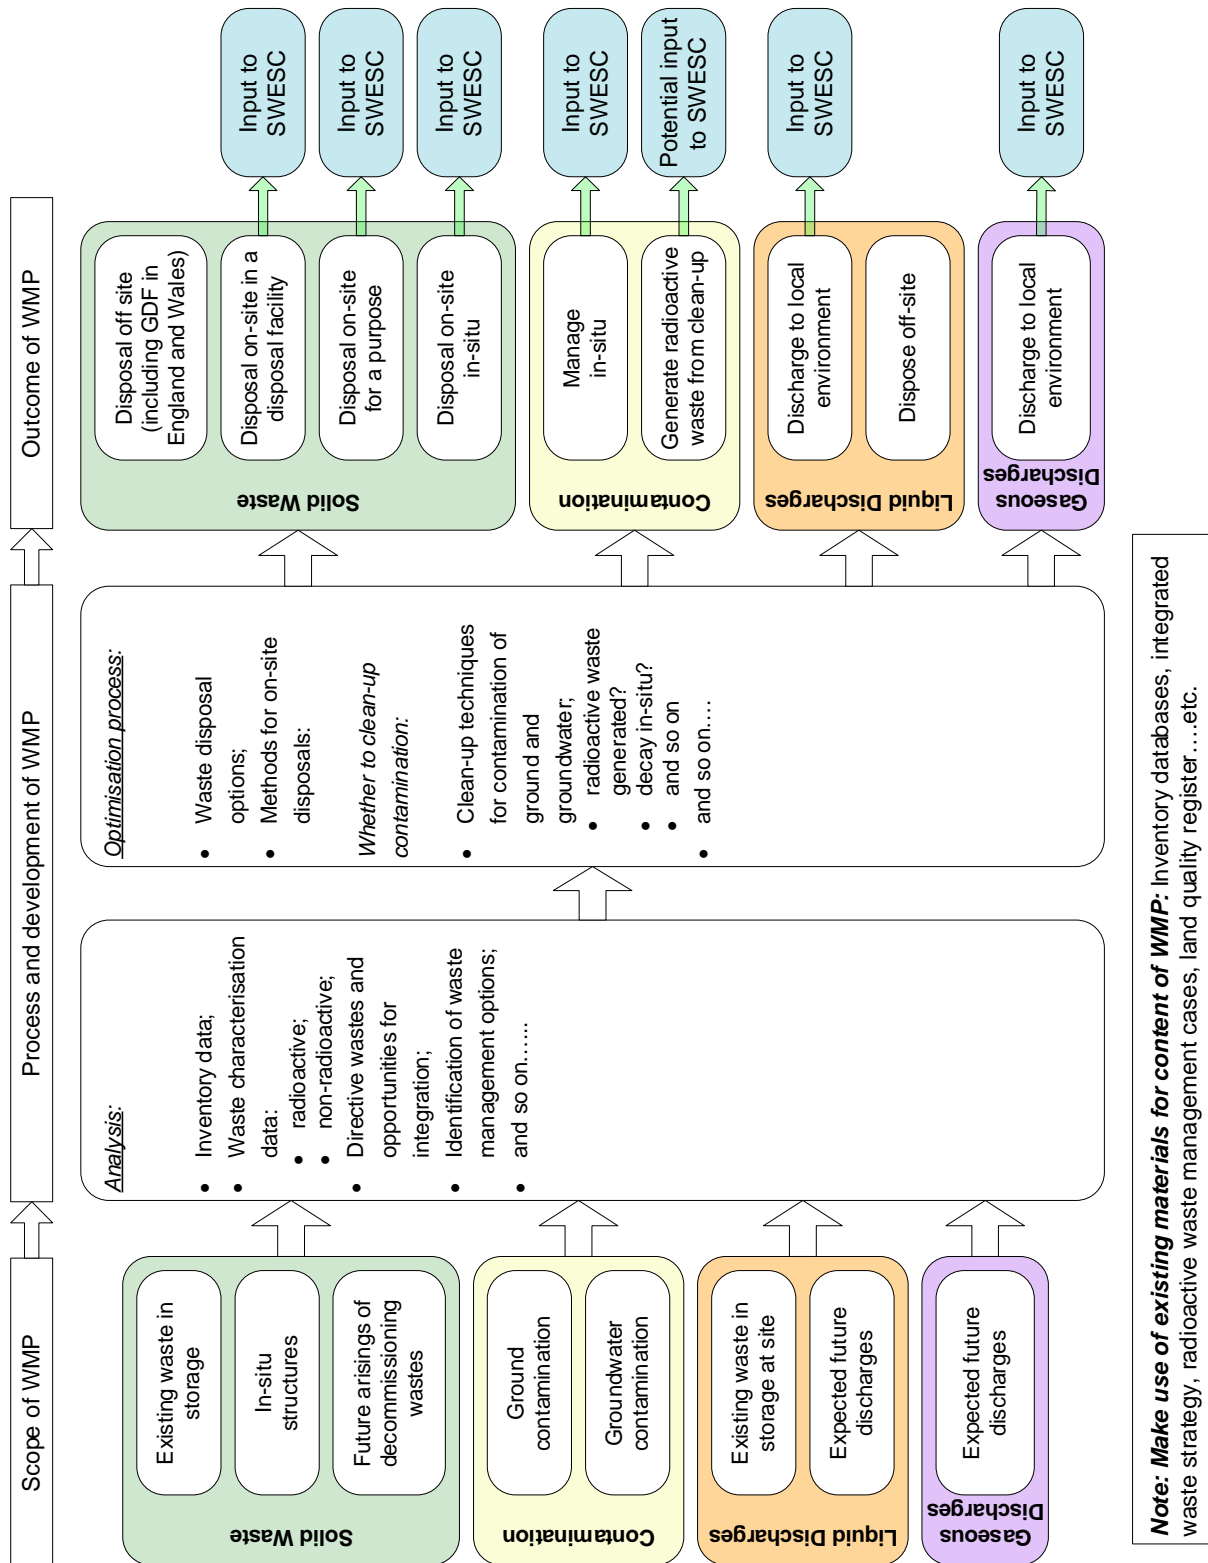 Scope of WMP
Process and development of WMP
Outcome of WMP
Solid Waste
Existing waste in
storage
In-situ
structures
Future arisings of
decommissioning
wastes
Contamination
Ground
contamination
Groundwater
contamination
Liquid Discharges
Existing waste in
storage at site
Expected future
discharges
Gaseous
Discharges
Expected future
discharges
Analysis:
• Inventory data;
• Waste characterisation
data:
• radioactive;
• non-radioactive;
• Directive wastes and
opportunities for
integration;
• Identification of waste
management options;
• and so on……
Optimisation process:
• Waste disposal
options;
• Methods for on-site
disposals:
Whether to clean-up
contamination:
• Clean-up techniques
for contamination of
ground and
groundwater;
• radioactive waste
generated?
• decay in-situ?
• and so on
• and so on….
Solid Waste
Disposal off site
(including GDF in
England and Wales)
Disposal on-site in a
disposal facility
Disposal on-site
for a purpose
Disposal on-site
in-situ
Contamination
Manage
in-situ
Generate radioactive
waste from clean-up
Liquid Discharges
Discharge to local
environment
Dispose off-site
Gaseous
Discharges
Discharge to local
environment
Input to
SWESC
Input to
SWESC
Input to
SWESC
Input to
SWESC
Potential input
to SWESC
Input to
SWESC
Input to
SWESC
Note: Make use of existing materials for content of WMP: Inventory databases, integrated
waste strategy, radioactive waste management cases, land quality register….etc.